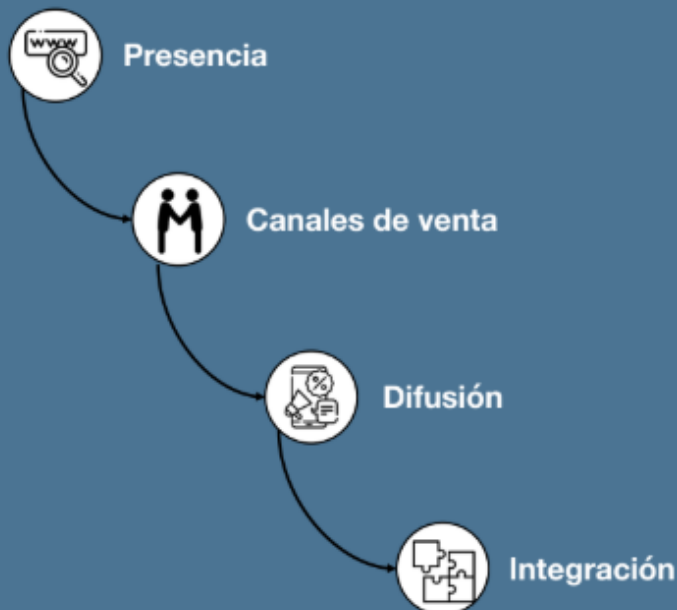 www
Presencia
Canales de venta
%
Difusión
Integración